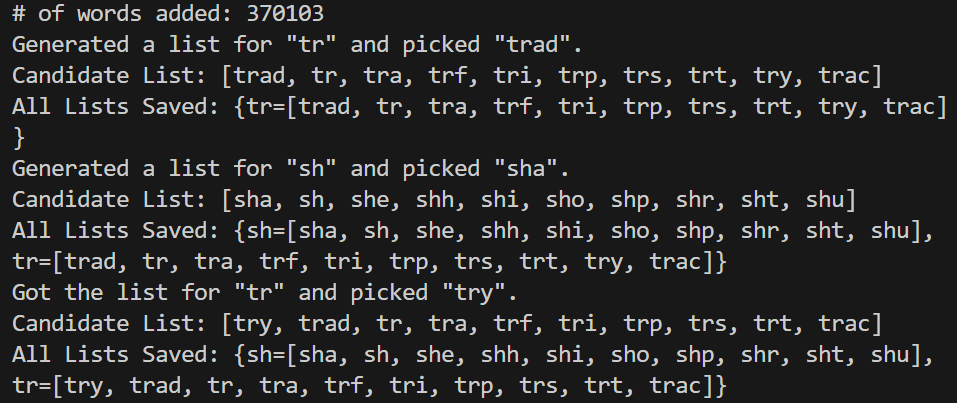 # of words added: 370103
Generated a list for "tr" and picked "trad".
Candidate List: [trad, tr, tra, trf, tri, trp, trs, trt, try, trac]
All Lists Saved: {tr=[trad, tr, tra, trf, tri, trp, trs, trt, try, trac]
}
Generated a list for "sh" and picked "sha".
Candidate List: [sha, sh, she, shh, shi, sho, shp, shr, sht, shu]
All Lists Saved: {sh=[sha, sh, she, shh, shi, sho, shp, shr, sht, shu],
tr=[trad, tr, tra, trf, tri, trp, trs, trt, try, trac]}
Got the list for "tr" and picked "try".
Candidate List: [try, trad, tr, tra, trf, tri, trp, trs, trt, trac]
All Lists Saved: {sh=[sha, sh, she, shh, shi, sho, shp, shr, sht, shu],
tr=[try, trad, tr, tra, trf, tri, trp, trs, trt, trac]}